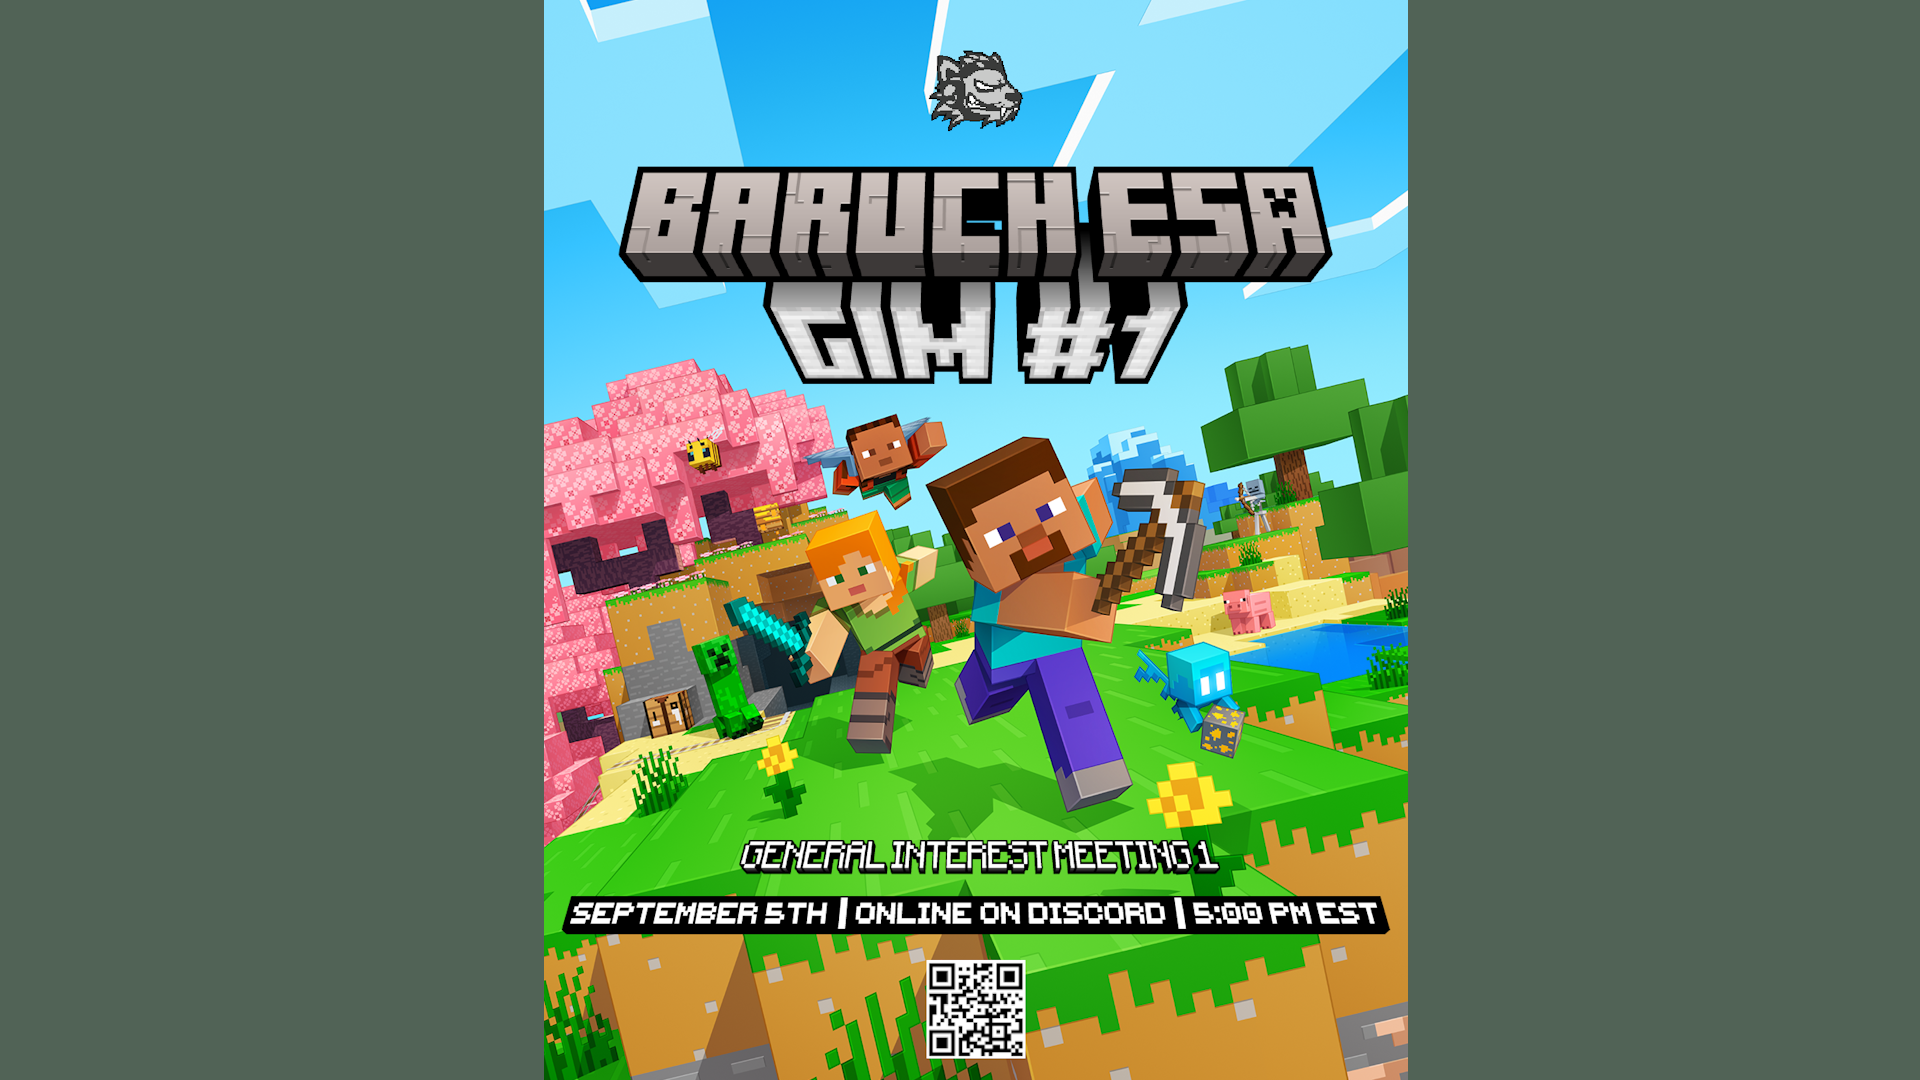 BARUCH ESA
GIM #1
GENERAL INTEREST MEETING 1
SEPTEMBER 5TH | ONLINE ON DISCORD | 5:00 PM EST